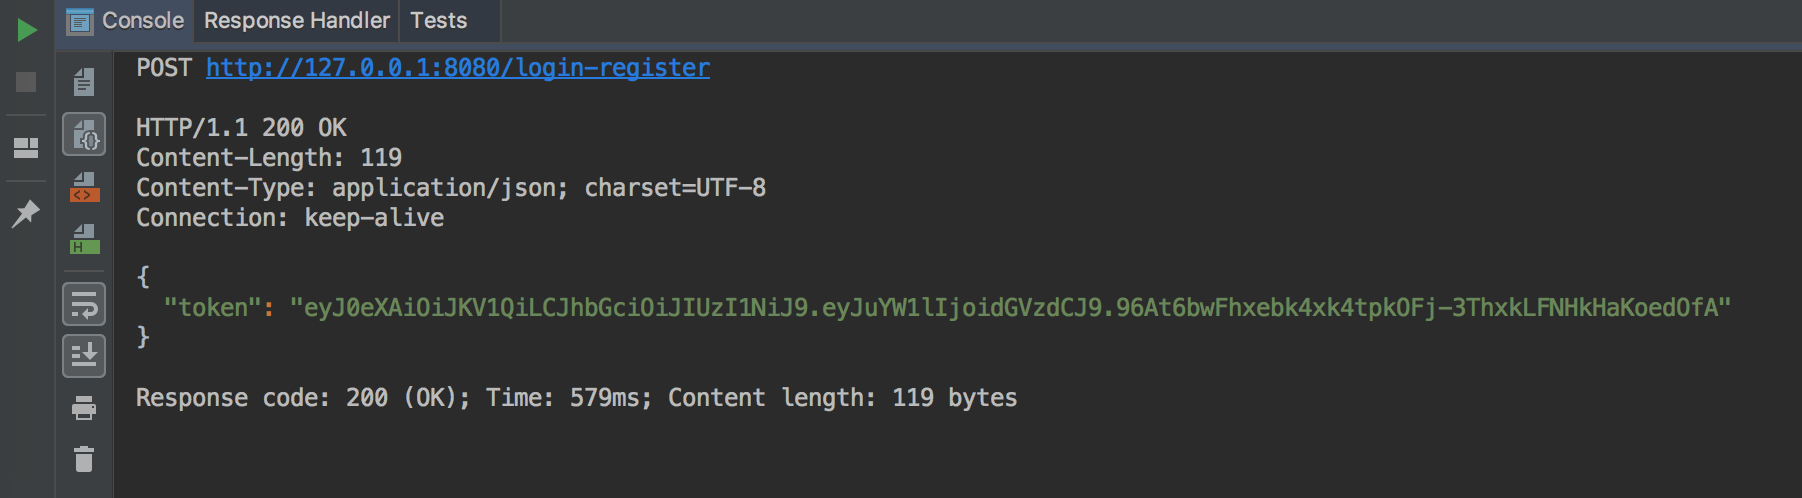 Console Response Handler Tests
POST http://127.0.0.1:8080/login-register
HTTP/1.1 200 OK
Content-Length: 119
Content-Type: application/json; charset=UTF-8
Connection: keep-alive
{
"token": "eyJ0eXAiOiJKV1QiLCJhbGciOiJIUzI1NiJ9.eyJuYW1lIjoidGVzdCJ9.96At6bwFhxebk4xk4tpkOFj-3ThxkLFNHkHaKoedOfA"
}
Response code: 200 (OK); Time: 579ms; Content length: 119 bytes